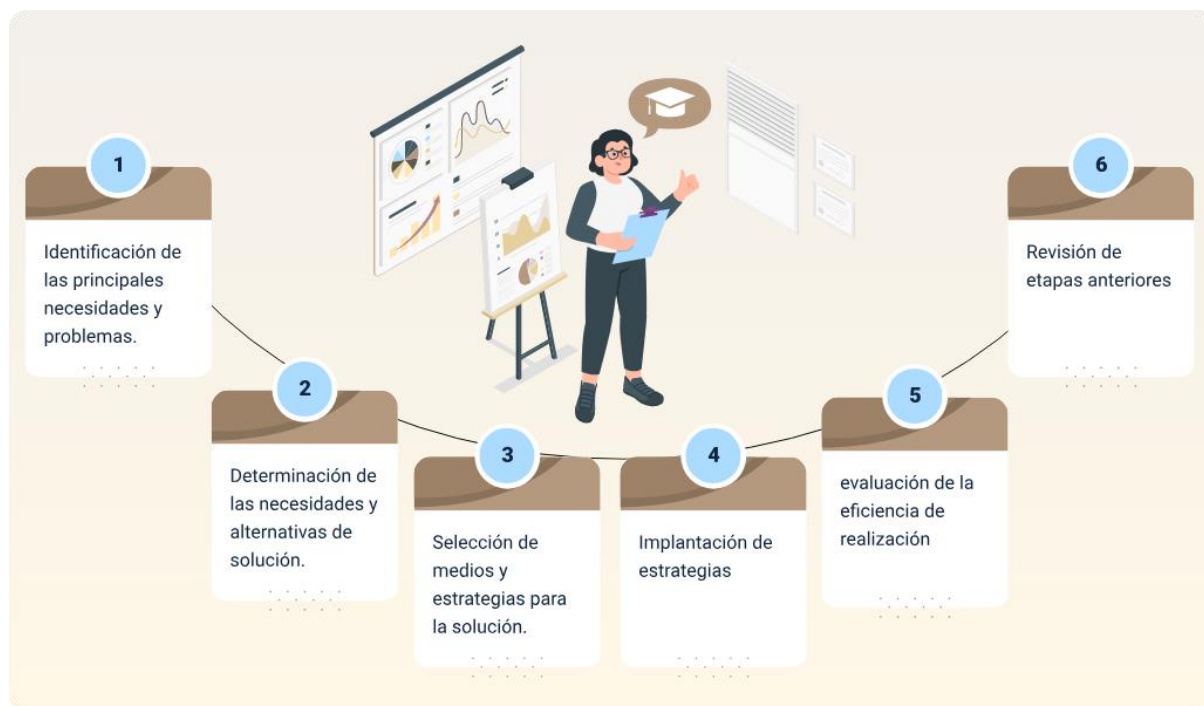 1
Identificación de
las principales
necesidades y
problemas.
2
Determinación de
las necesidades y
alternativas de
solución.
3
Selección de
medios y
estrategias para
la solución.
4
Implantación de
estrategias
5
evaluación de la
eficiencia de
realización
6
Revisión de
etapas anteriores